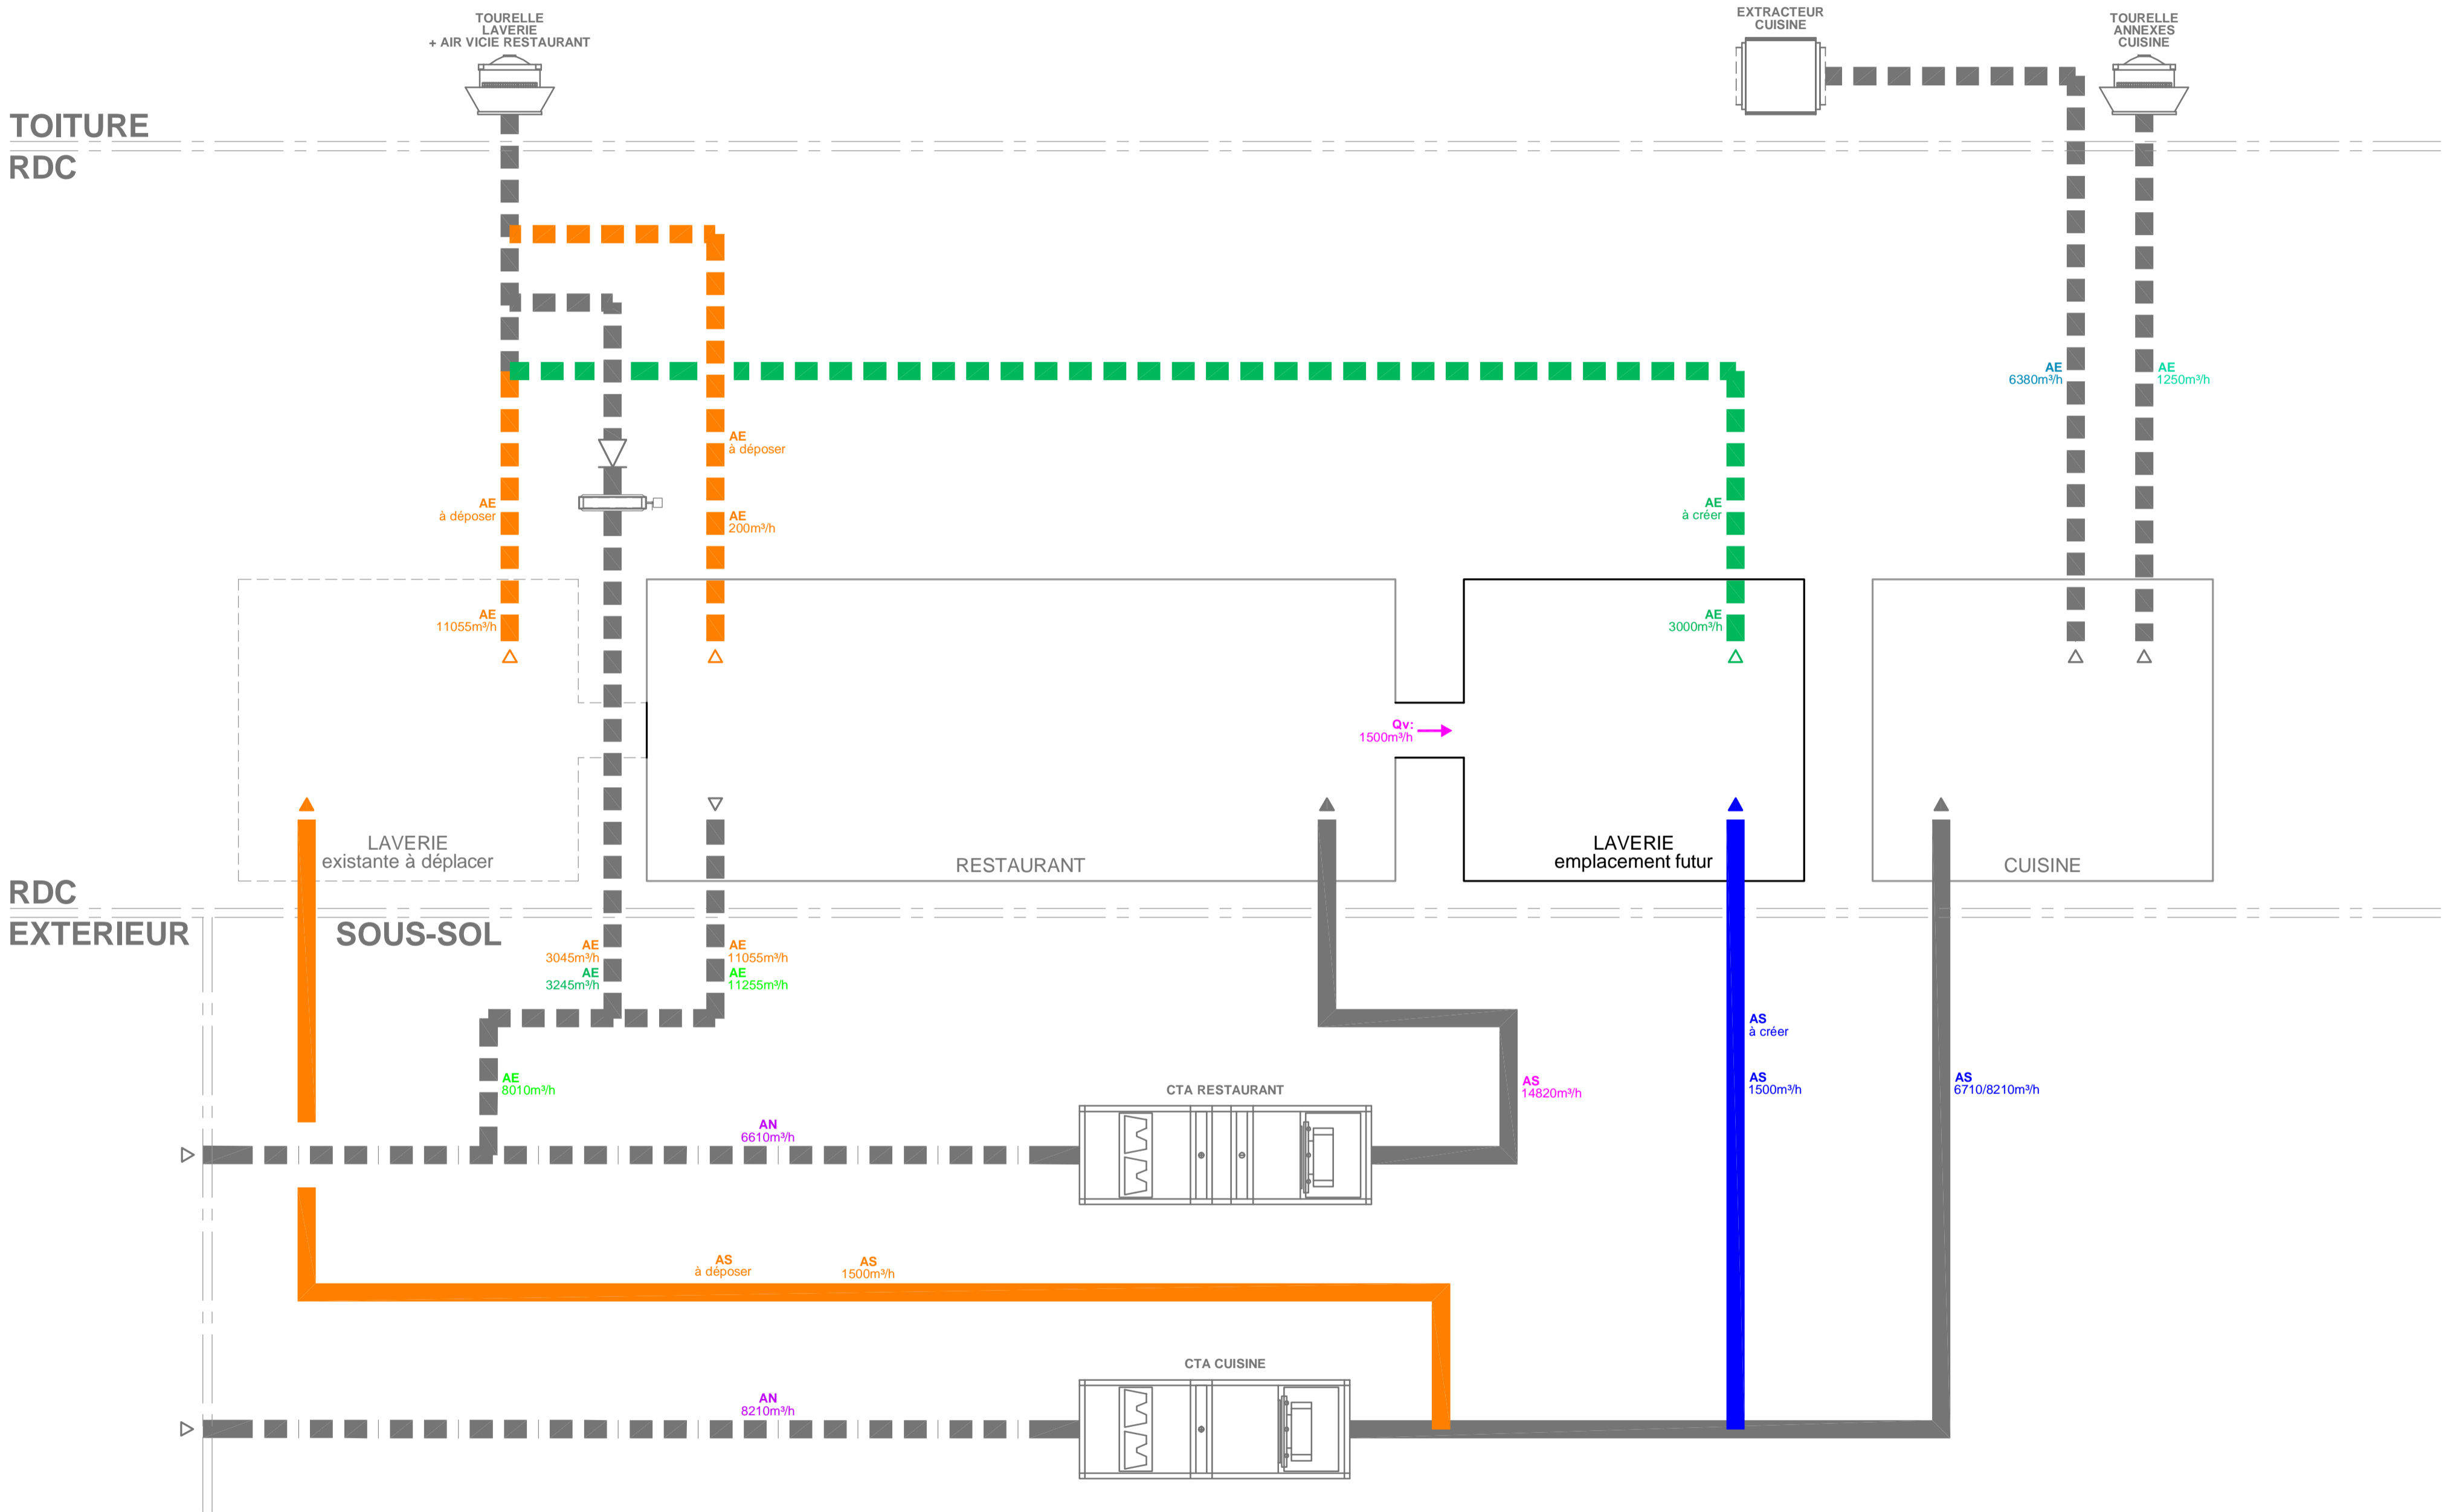 TOURELLE
LAVERIE
+ AIR VICIE RESTAURANT
EXTRACTEUR
CUISINE
TOURELLE
ANNEXES
CUISINE
TOITURE
RDC
AE
6380m³/h
AE
1250m³/h
AE
à déposer
AE
à déposer
AE
200m³/h
AE
à créer
AE
11055m³/h
AE
3000m³/h
Qv:
1500m³/h
LAVERIE
existante à déplacer
RESTAURANT
LAVERIE
emplacement futur
CUISINE
RDC
EXTERIEUR
SOUS-SOL
AE
3045m³/h
AE
3245m³/h
AE
11055m³/h
AE
11255m³/h
AS
à créer
AE
8010m³/h
CTA RESTAURANT
AS
14820m³/h
AS
1500m³/h
AS
6710/8210m³/h
AN
6610m³/h
AS
à déposer
AS
1500m³/h
CTA CUISINE
AN
8210m³/h